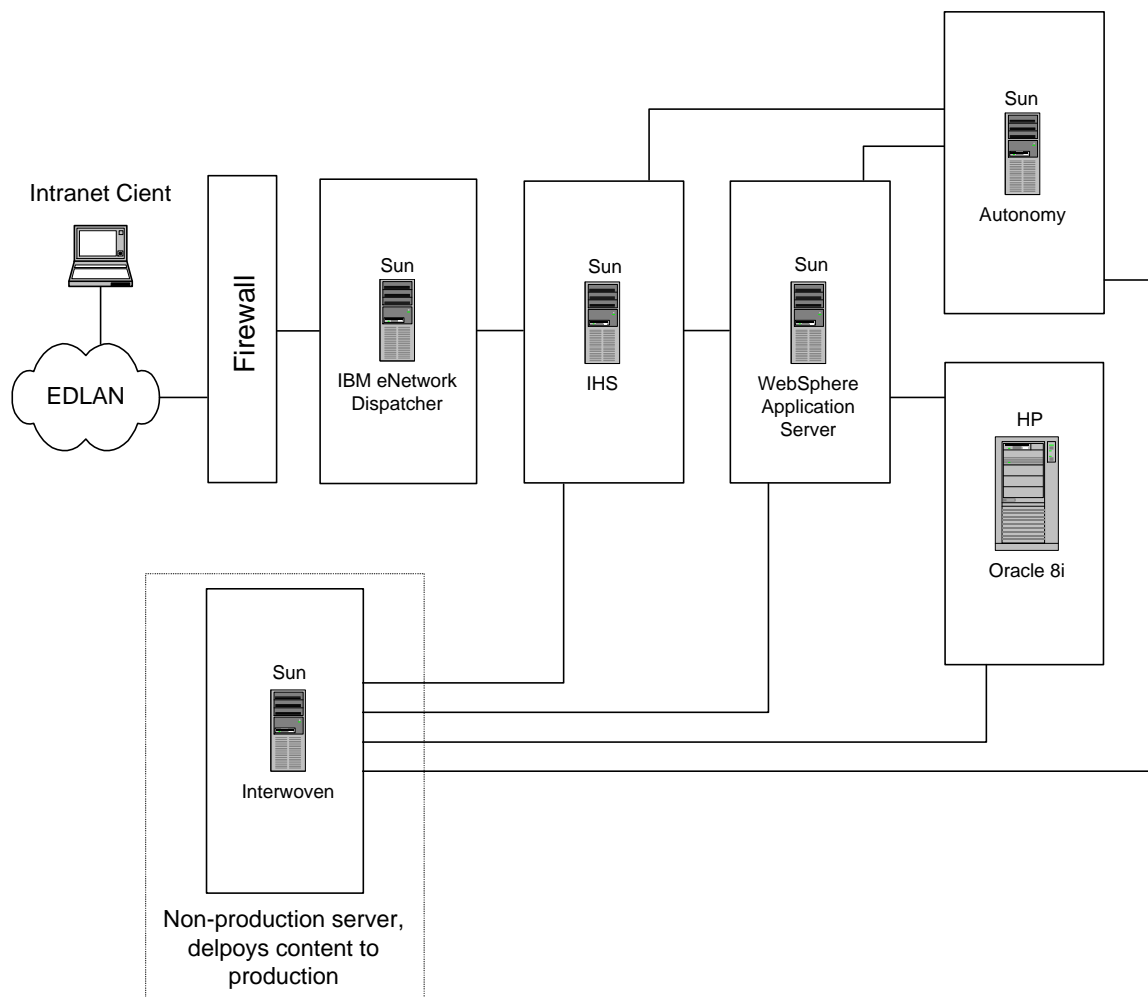 Sun
Autonomy
Intranet Cient
EDLAN
Firewall
Sun
IBM eNetwork
Dispatcher
Sun
IHS
Sun
WebSphere
Application
Server
HP
Oracle 8i
Sun
Interwoven
Non-production server,
delpoys content to
production